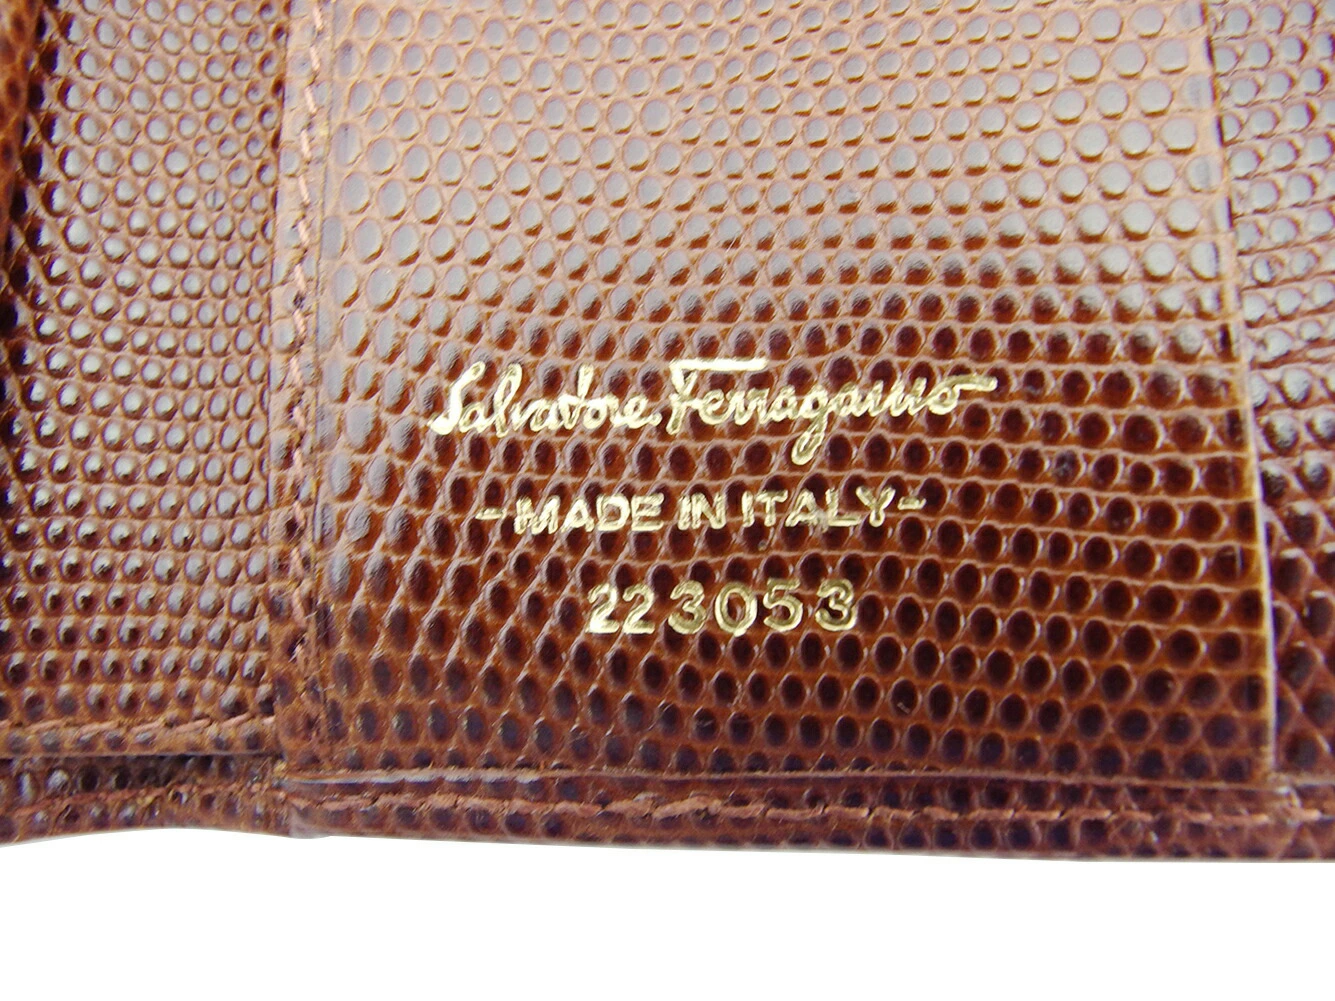 Salvatore Ferragamo
-MADE IN ITALY-
223053